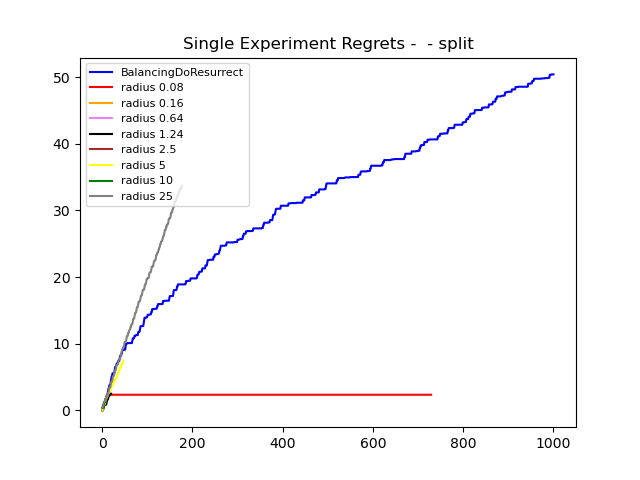 Single Experiment Regrets -  - split
50
40
30
20
10
0
BalancingDoResurrect
radius 0.08
radius 0.16
radius 0.64
radius 1.24
radius 2.5
radius 5
radius 10
radius 25
0 200 400 600 800 1000